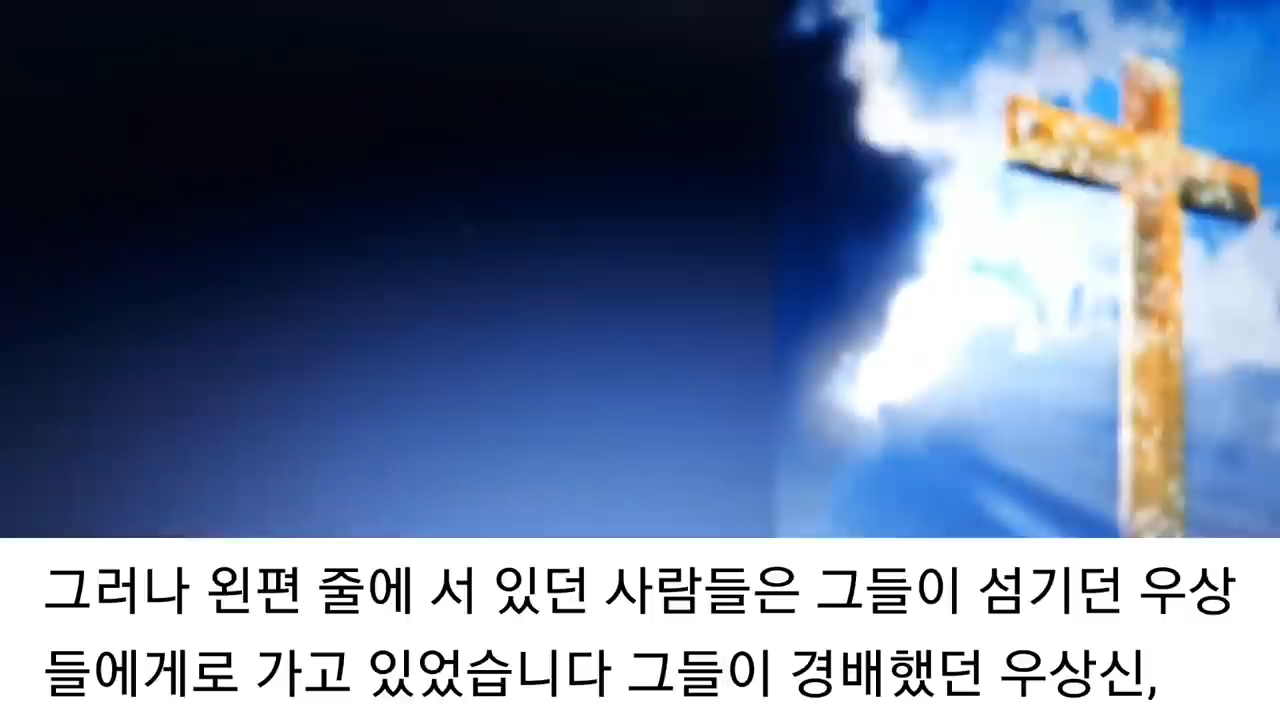 그러나 왼편 줄에 서 있던 사람들은 그들이 섬기던 우상
들에게로 가고 있었습니다 그들이 경배했던 우상신,